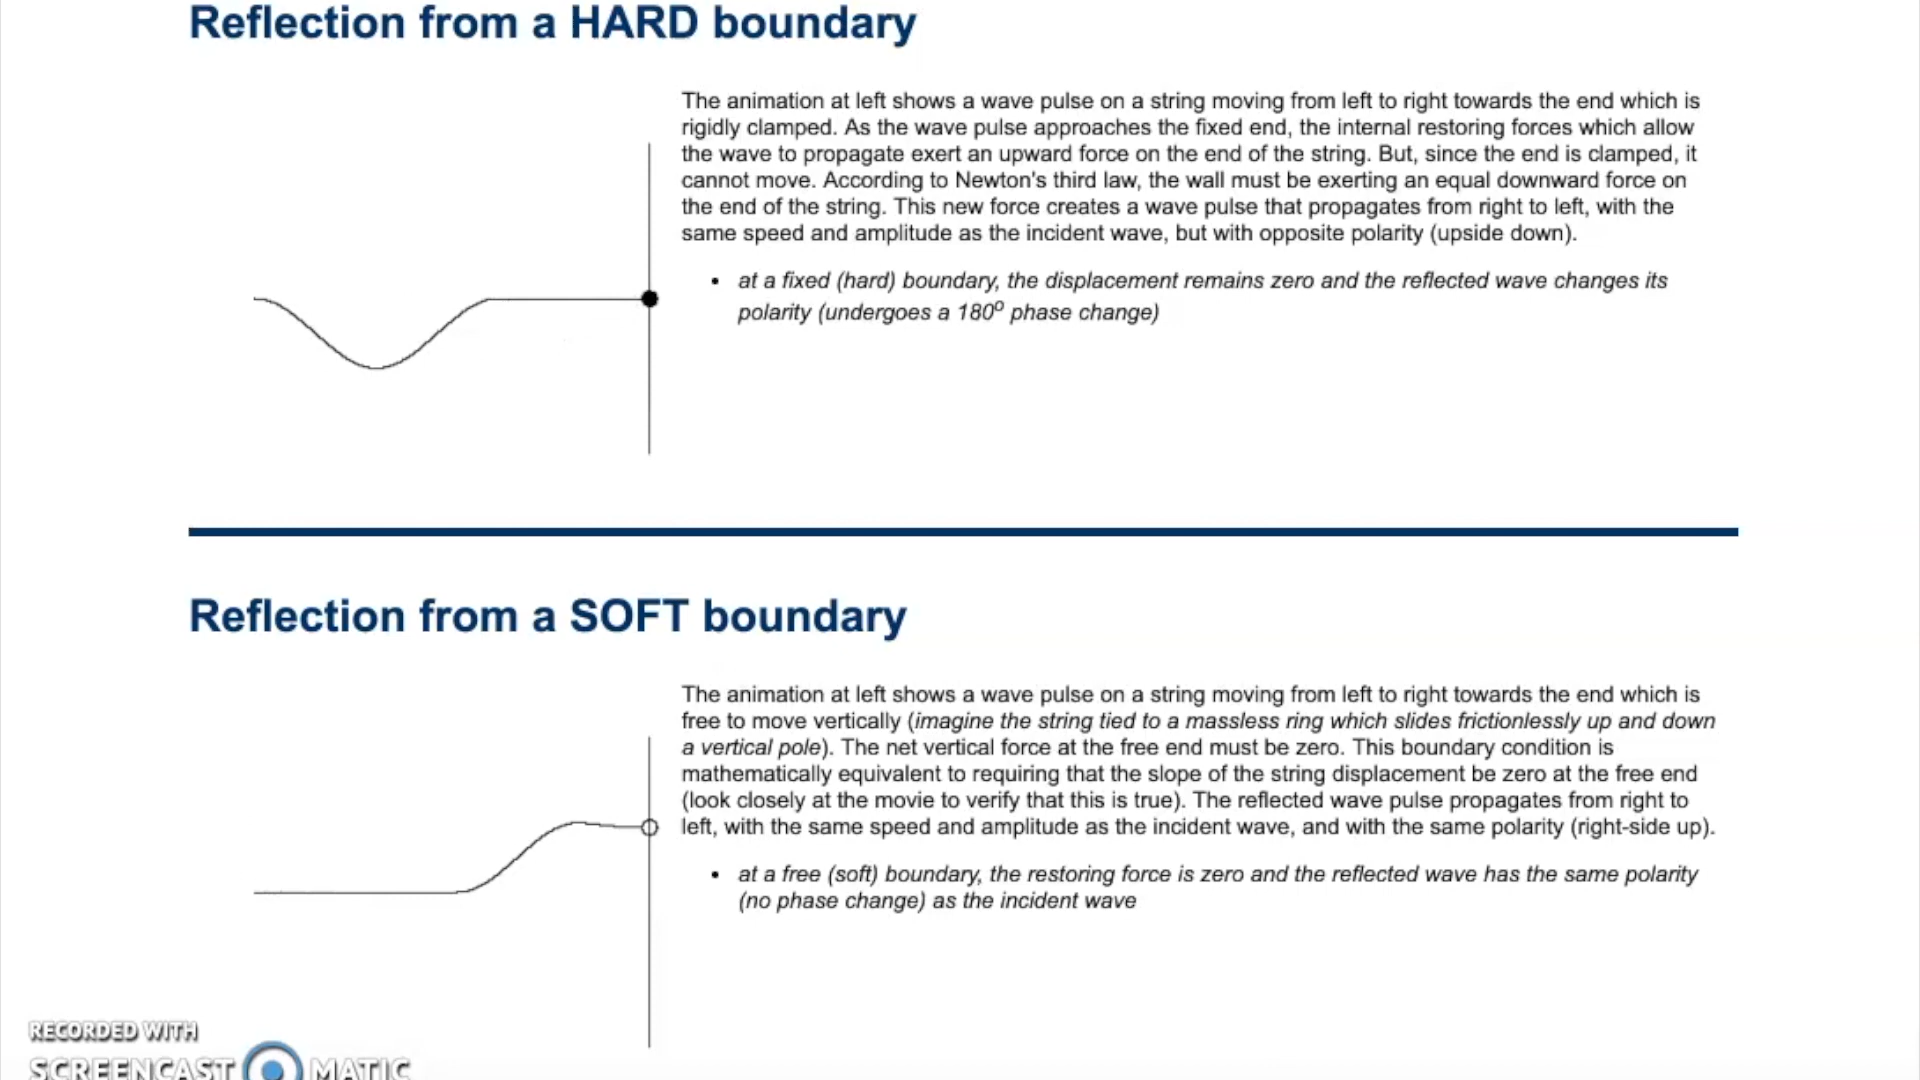 Reflection from a HARD boundary
The animation at left shows a wave pulse on a string moving from left to right towards the end which is
rigidly clamped. As the wave pulse approaches the fixed end, the internal restoring forces which allow
the wave to propagate exert an upward force on the end of the string. But, since the end is clamped, it
cannot move. According to Newton's third law, the wall must be exerting an equal downward force on
the end of the string. This new force creates a wave pulse that propagates from right to left, with the
same speed and amplitude as the incident wave, but with opposite polarity (upside down).
• at a fixed (hard) boundary, the displacement remains zero and the reflected wave changes its
polarity (undergoes a 180º phase change)
Reflection from a SOFT boundary
The animation at left shows a wave pulse on a string moving from left to right towards the end which is
free to move vertically (imagine the string tied to a massless ring which slides frictionlessly up and down
a vertical pole). The net vertical force at the free end must be zero. This boundary condition is
mathematically equivalent to requiring that the slope of the string displacement be zero at the free end
(look closely at the movie to verify that this is true). The reflected wave pulse propagates from right to
left, with the same speed and amplitude as the incident wave, and with the same polarity (right-side up).
• at a free (soft) boundary, the restoring force is zero and the reflected wave has the same polarity
(no phase change) as the incident wave
RECORDED WITH
SCREENCAST MATIC